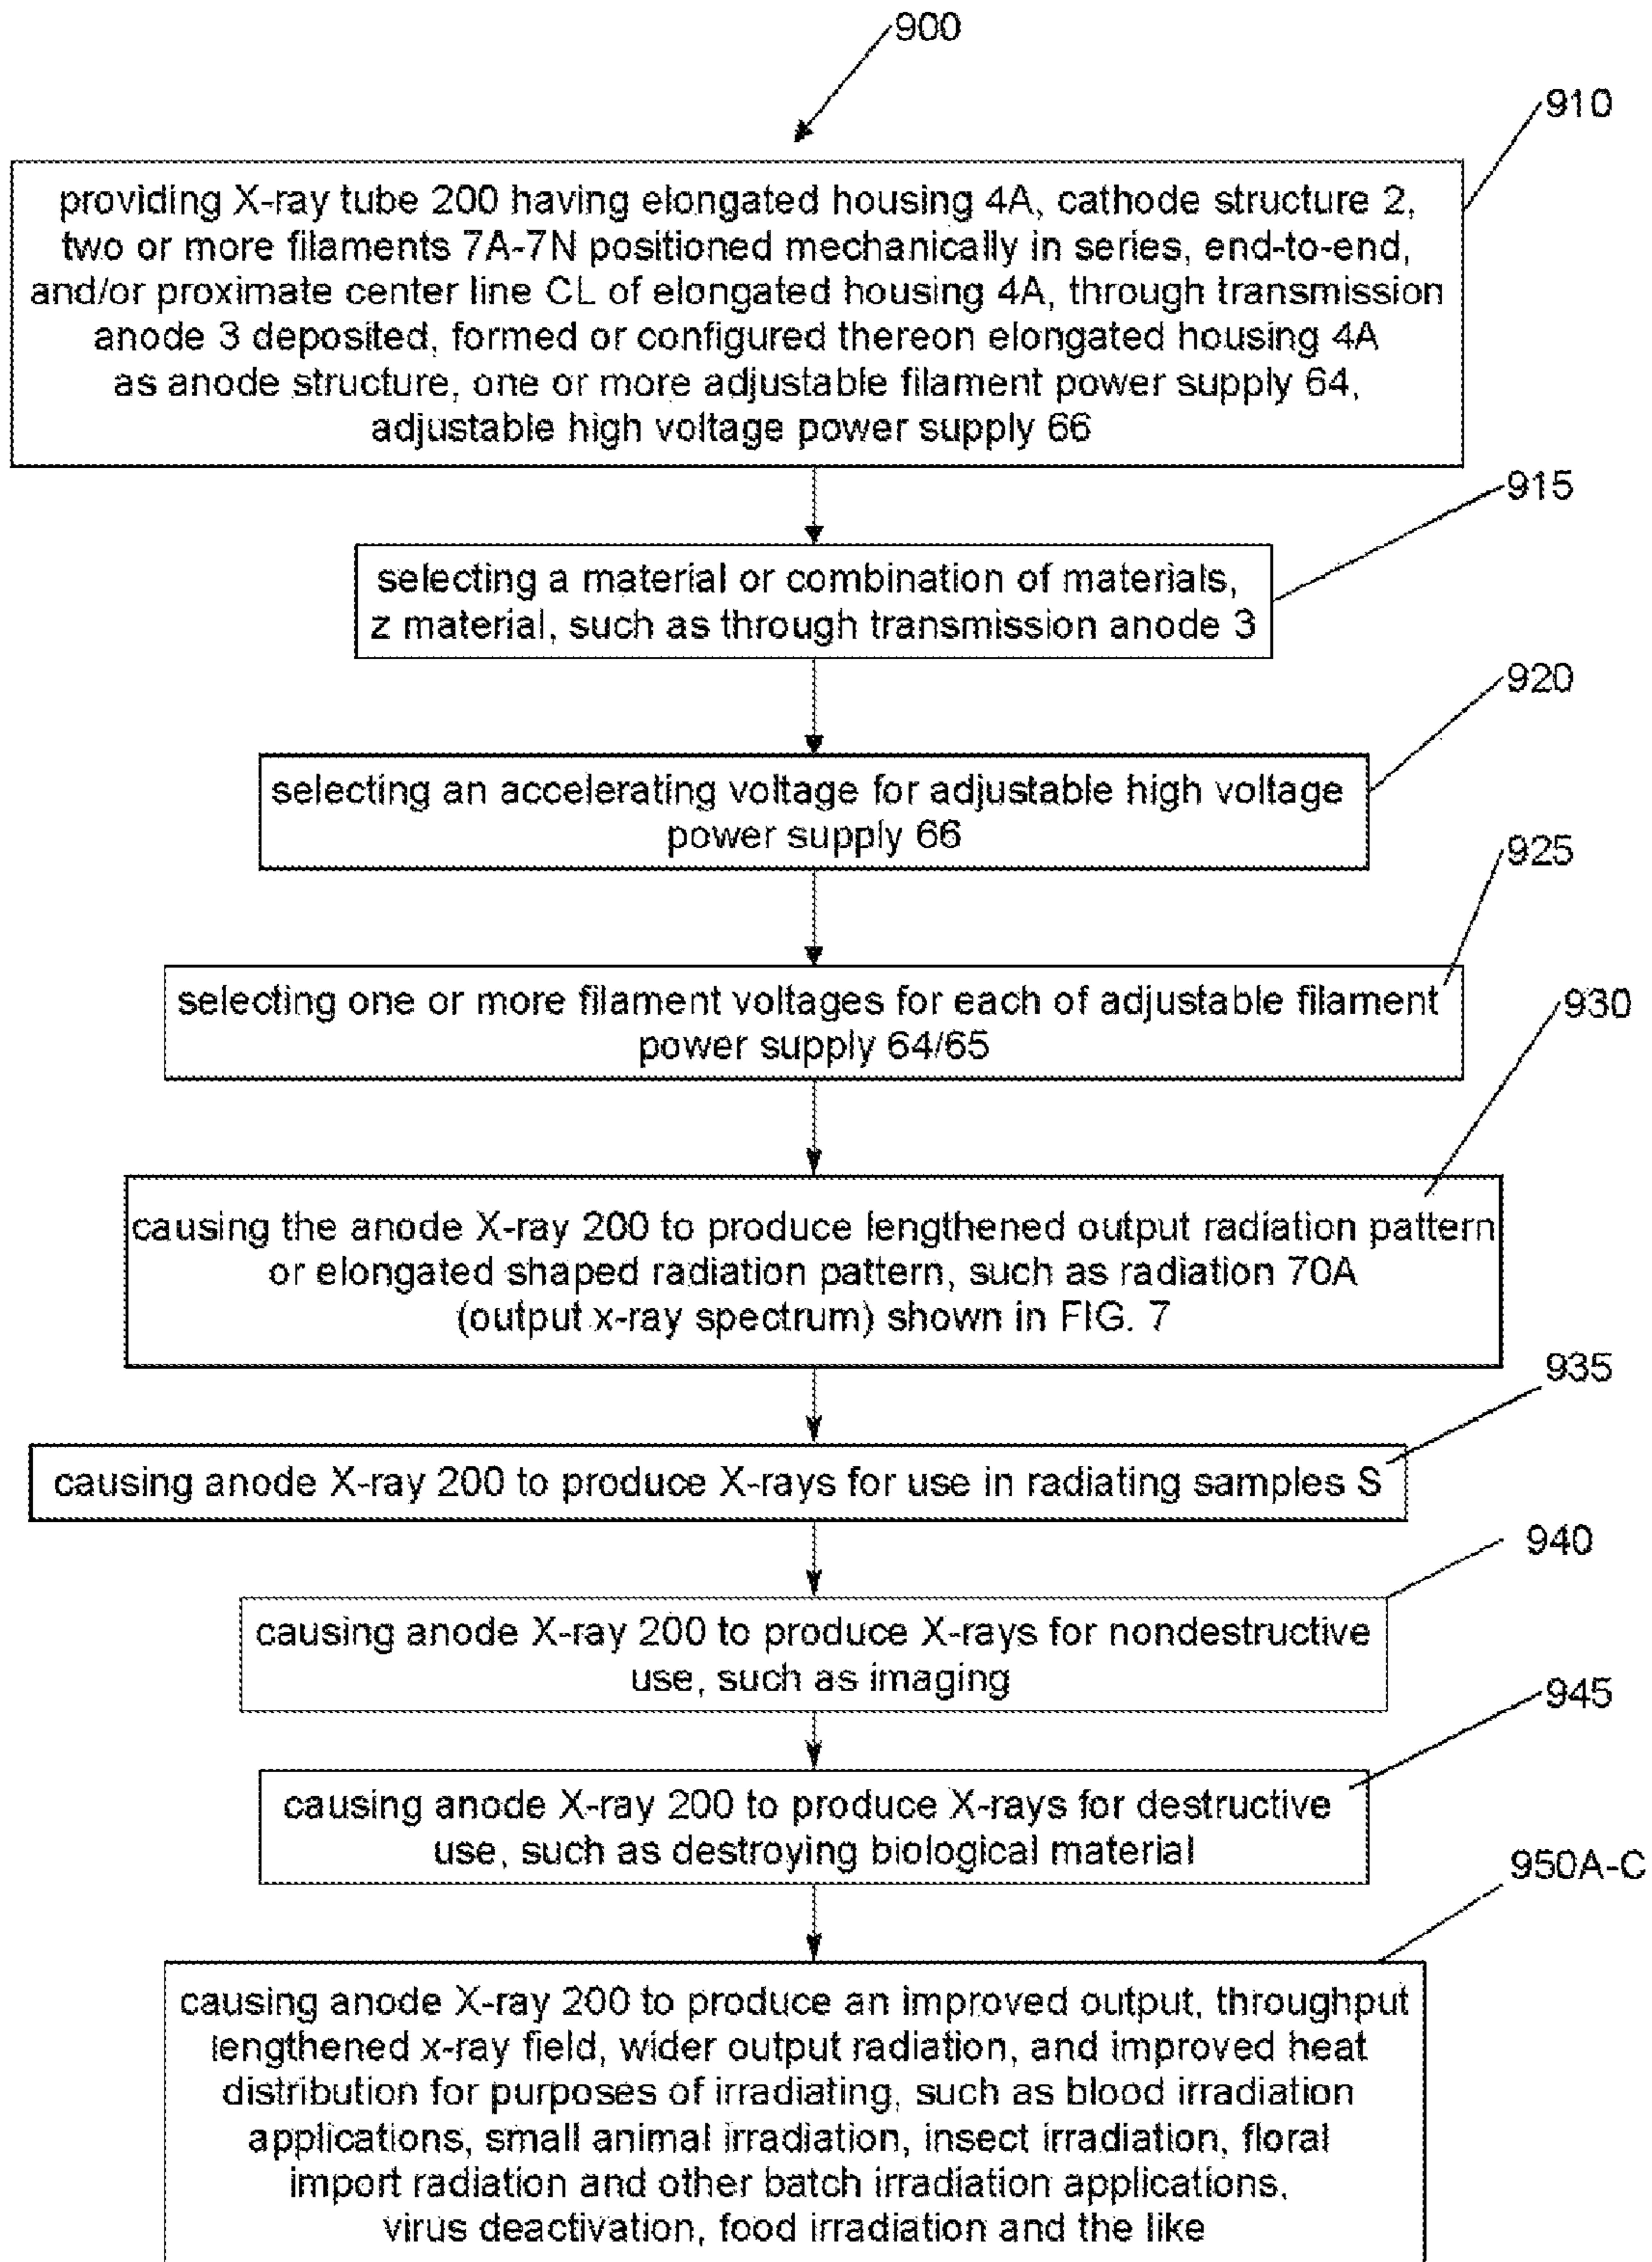 900
910
providing X-ray tube 200 having elongated housing 4A, cathode structure 2,
two or more filaments 7A-7N positioned mechanically in series, end-to-end,
and/or proximate center line CL of elongated housing 4A, through transmission
anode 3 deposited, formed or configured thereon elongated housing 4A
as anode structure, one or more adjustable filament power supply 64,
adjustable high voltage power supply 66
915
selecting a material or combination of materials,
z material, such as through transmission anode 3
920
selecting an accelerating voltage for adjustable high voltage
power supply 66
925
selecting one or more filament voltages for each of adjustable filament
power supply 64/65
930
causing the anode X-ray 200 to produce lengthened output radiation pattern
or elongated shaped radiation pattern, such as radiation 70A
(output x-ray spectrum) shown in FIG. 7
935
causing anode X-ray 200 to produce X-rays for use in radiating samples S
940
causing anode X-ray 200 to produce X-rays for nondestructive
use, such as imaging
945
causing anode X-ray 200 to produce X-rays for destructive
use, such as destroying biological material
950A-C
causing anode X-ray 200 to produce an improved output, throughput
lengthened x-ray field, wider output radiation, and improved heat
distribution for purposes of irradiating, such as blood irradiation
applications, small animal irradiation, insect irradiation, floral
import radiation and other batch irradiation applications,
virus deactivation, food irradiation and the like